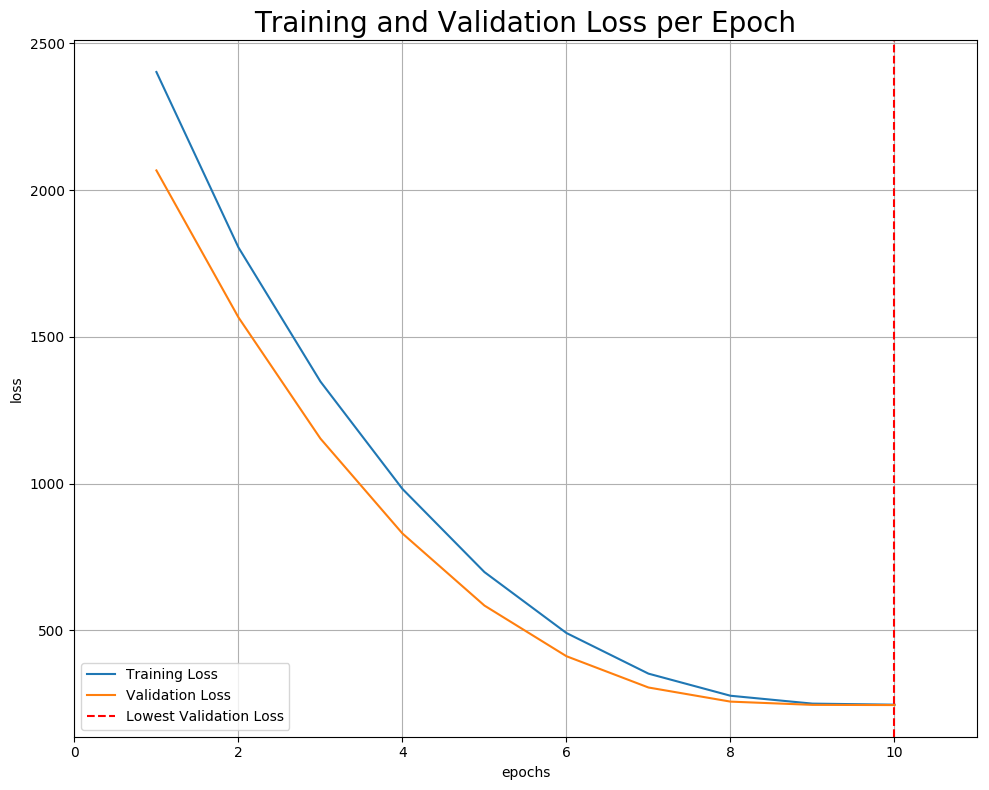 Training and Validation Loss per Epoch
2500
2000
1500
1000
500
loss
Training Loss
Validation Loss
Lowest Validation Loss
0 2 4 6 8 10
epochs